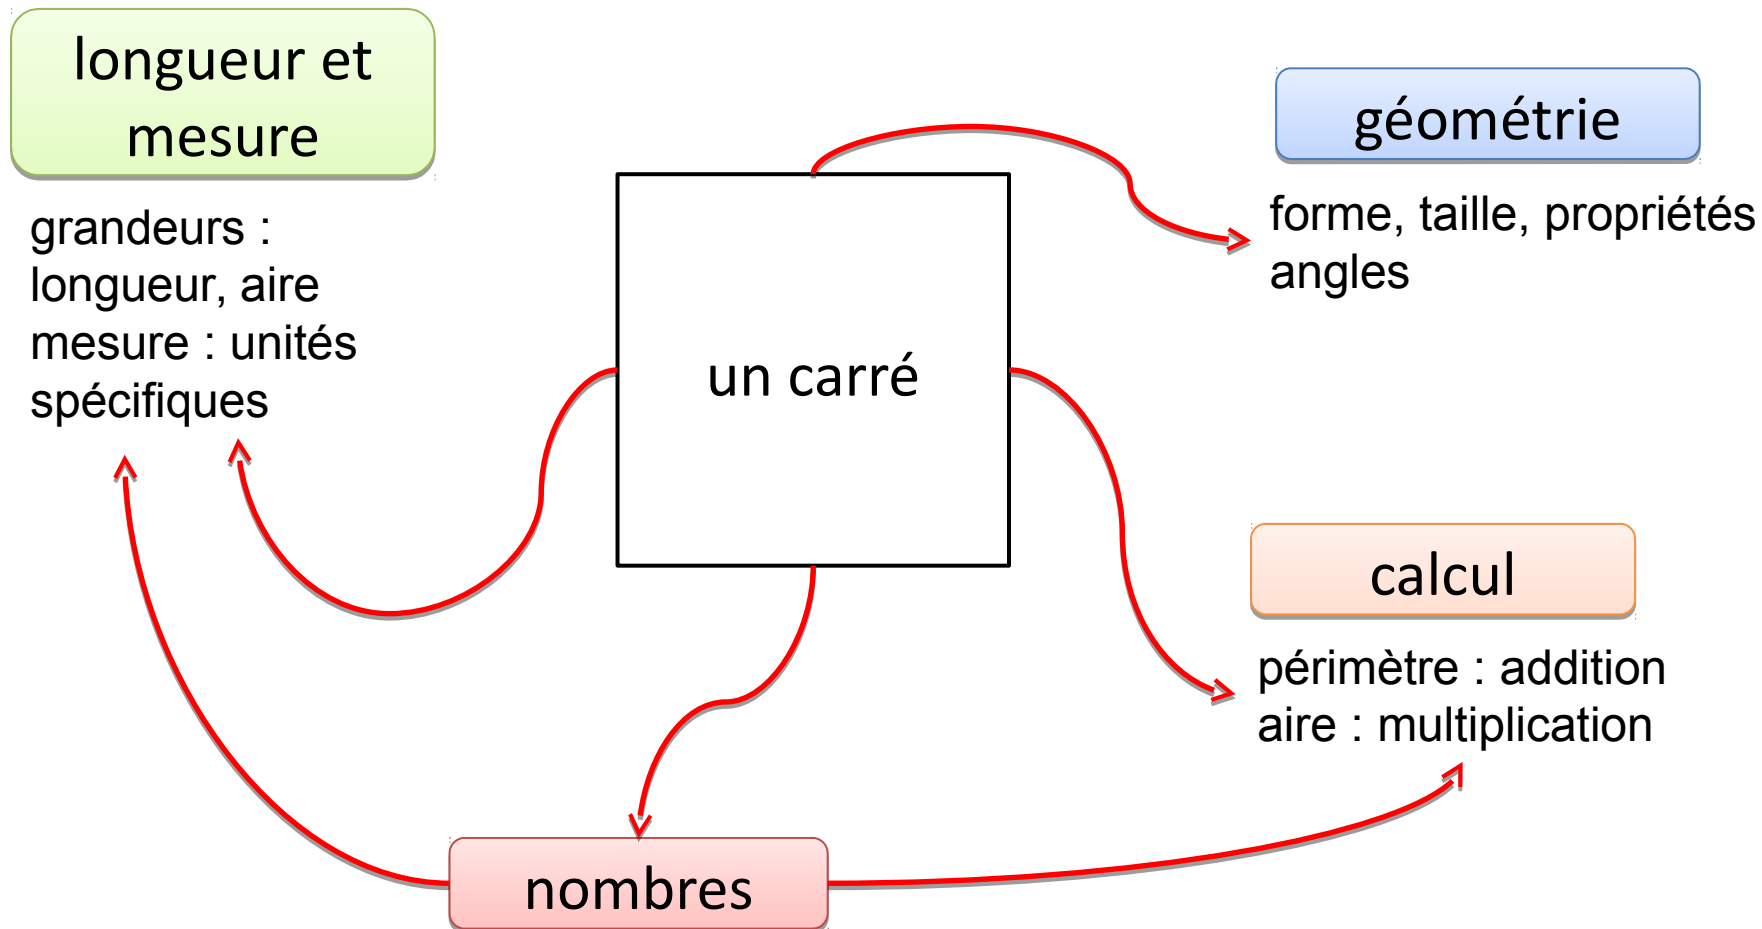 longueur et
mesure
grandeurs :
longueur, aire
mesure : unités
spécifiques
un carré
géométrie
forme, taille, propriétés
angles
calcul
périmètre : addition
aire : multiplication
nombres